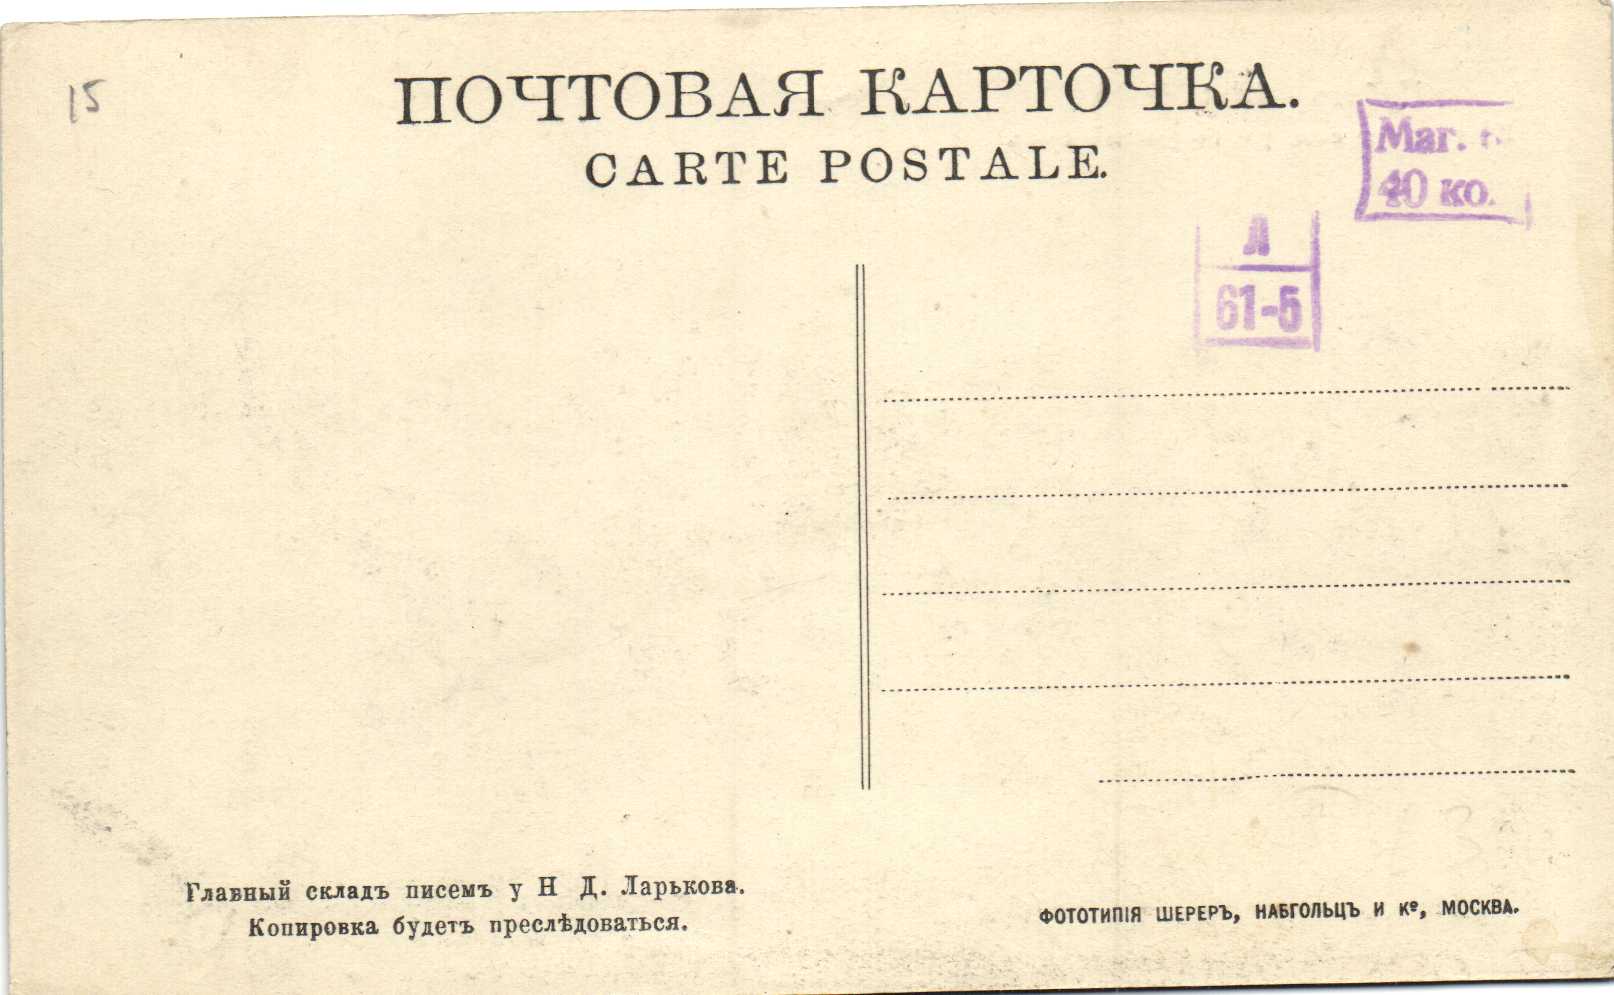 15
ПОЧТОВАЯ КАРТОЧКА.
CARTE POSTALE.
Маг.
40 ко.
Л
61-5
Главный складъ писемъ у Н Д. Ларькова.
Копировка будетъ преслѣдоваться.
ФОТОТИПІЯ ШЕРЕРЪ, НАБГОЛЬЦЪ И Кº, МОСКВА.